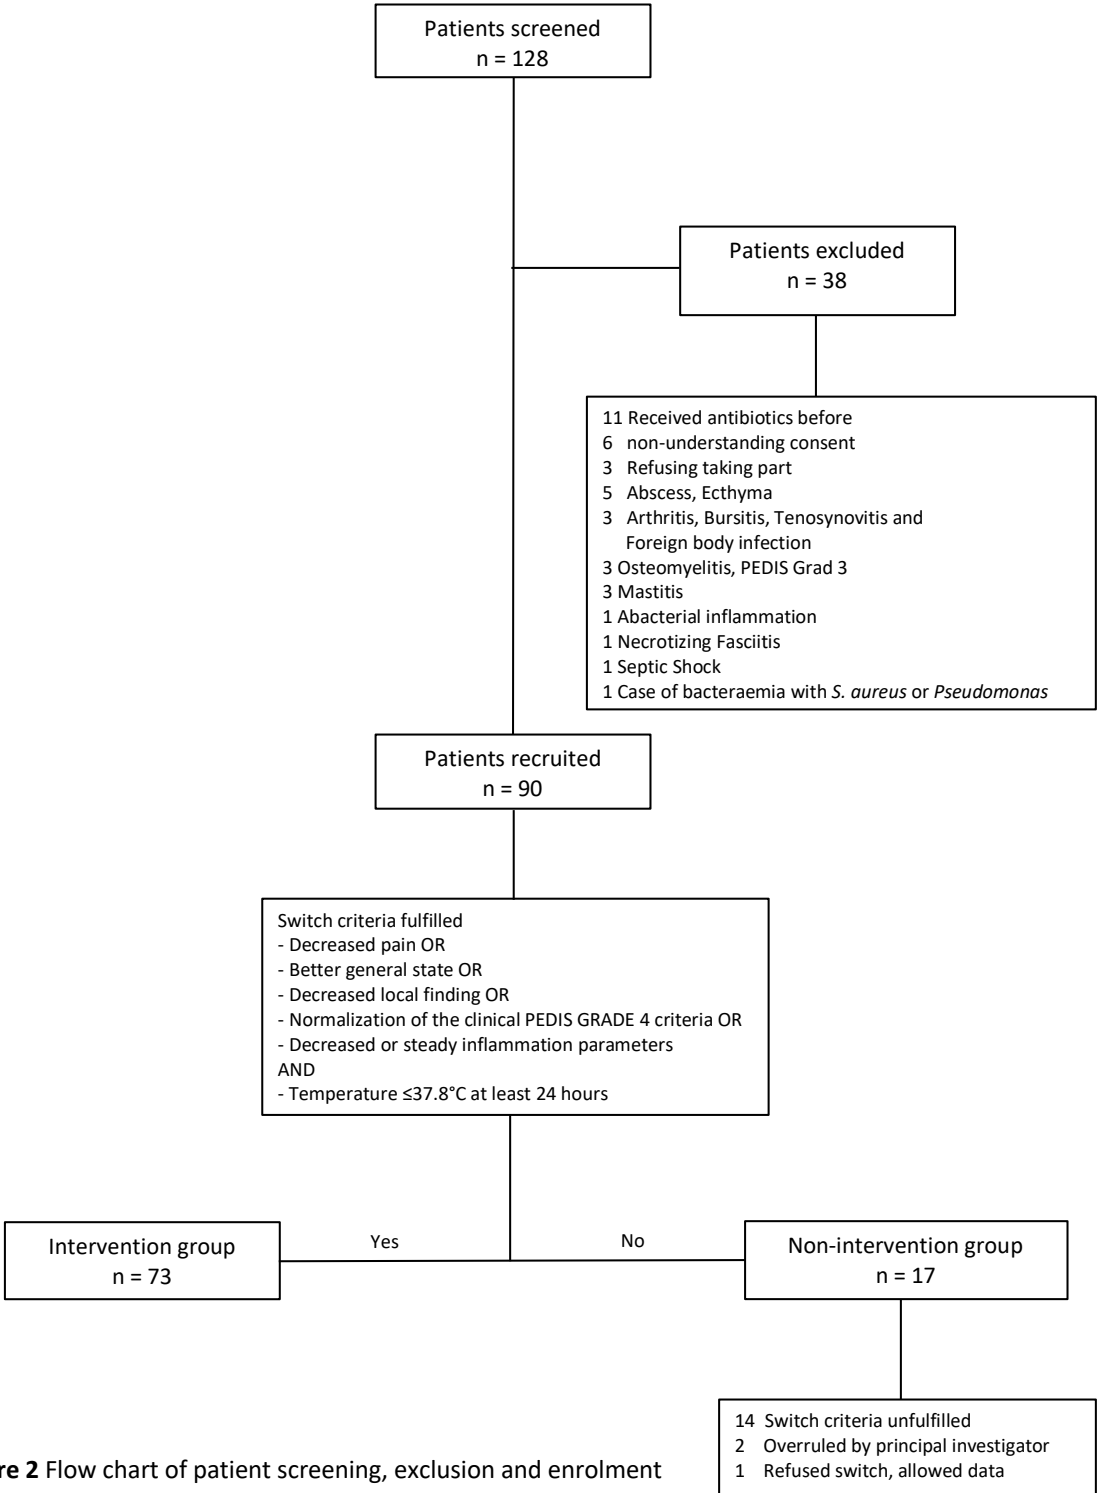 Patients screened
n = 128
Patients excluded
n = 38
11 Received antibiotics before
6 non-understanding consent
3 Refusing taking part
5 Abscess, Ecthyma
3 Arthritis, Bursitis, Tenosynovitis and
Foreign body infection
3 Osteomyelitis, PEDIS Grad 3
3 Mastitis
1 Abacterial inflammation
1 Necrotizing Fasciitis
1 Septic Shock
1 Case of bacteraemia with S. aureus or Pseudomonas
Patients recruited
n = 90
Switch criteria fulfilled
- Decreased pain OR
- Better general state OR
- Decreased local finding OR
- Normalization of the clinical PEDIS GRADE 4 criteria OR
- Decreased or steady inflammation parameters
AND
- Temperature ≤37.8°C at least 24 hours
Yes
No
Intervention group
n = 73
Non-intervention group
n = 17
14 Switch criteria unfulfilled
2 Overruled by principal investigator
1 Refused switch, allowed data
re 2 Flow chart of patient screening, exclusion and enrolment